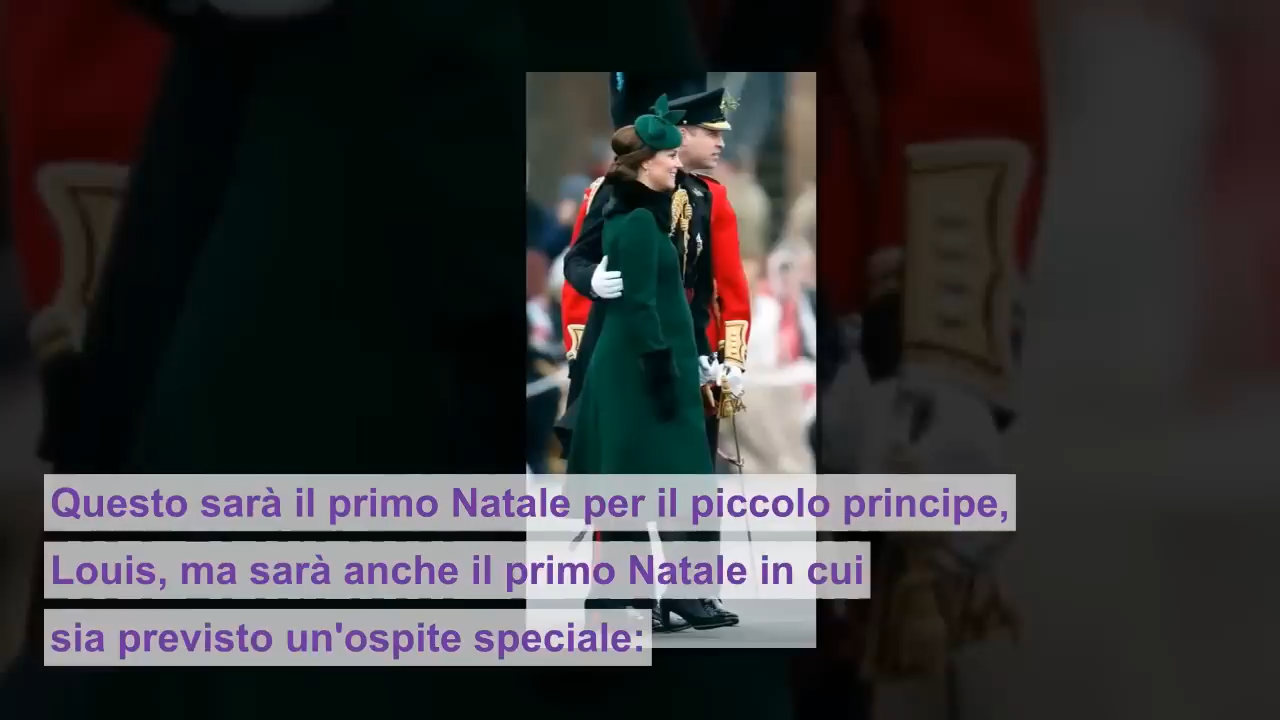 Questo sarà il primo Natale per il piccolo principe,
Louis, ma sarà anche il primo Natale in cui
sia previsto un'ospite speciale: